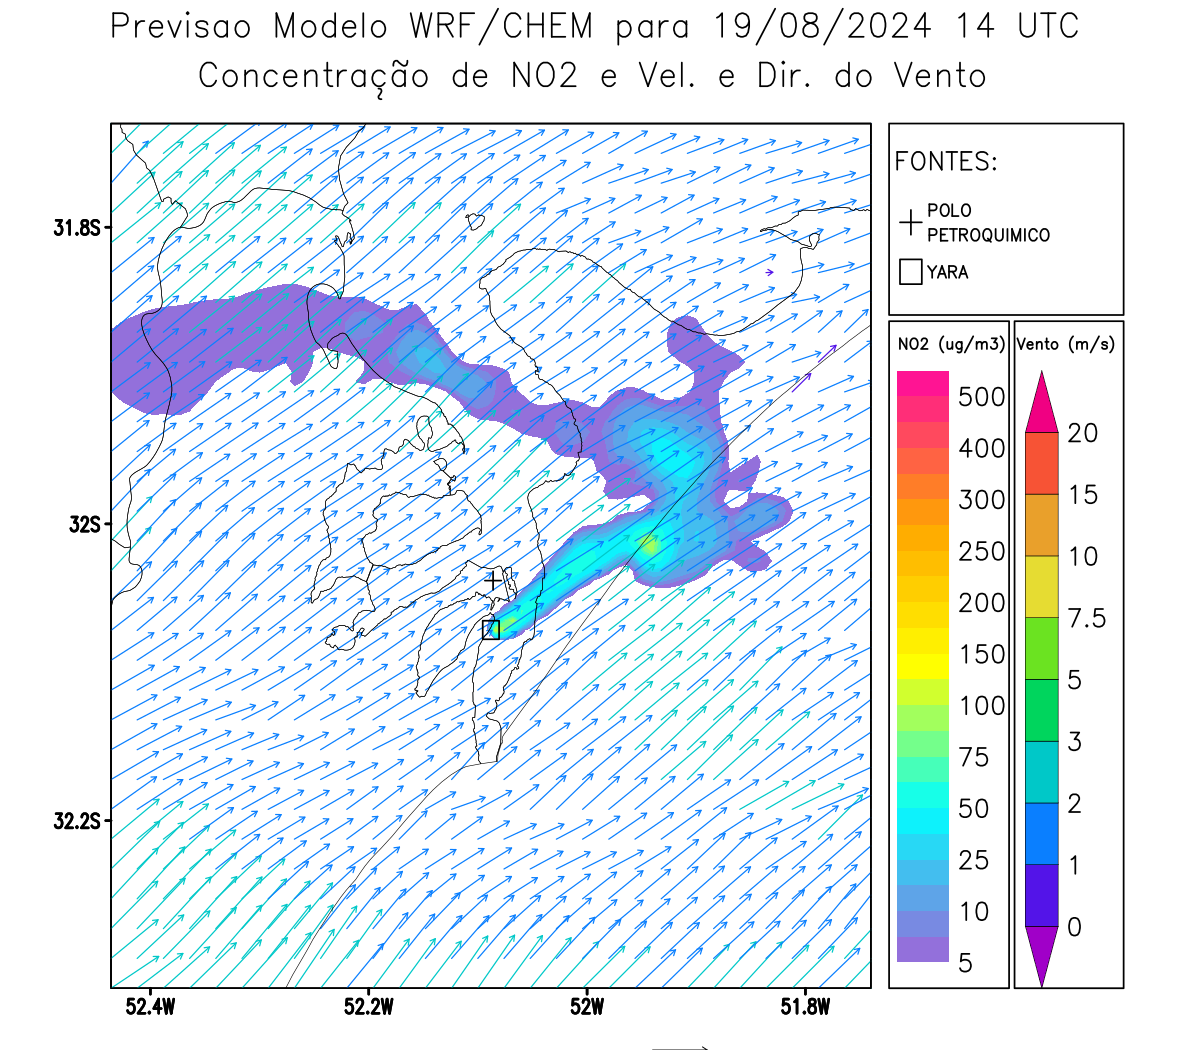 Previsao Modelo WRF/CHEM para 19/08/2024 14 UTC
Concentração de NO2 e Vel. e Dir. do Vento
FONTES:
POLO
PETROQUIMICO
YARA
NO2 (ug/m3)
500
400
300
250
200
150
100
75
50
25
10
5
Vento (m/s)
20
15
10
7.5
5
3
2
1
0
31.8S
32S
32.2S
52.4W
52.2W
52W
51.8W